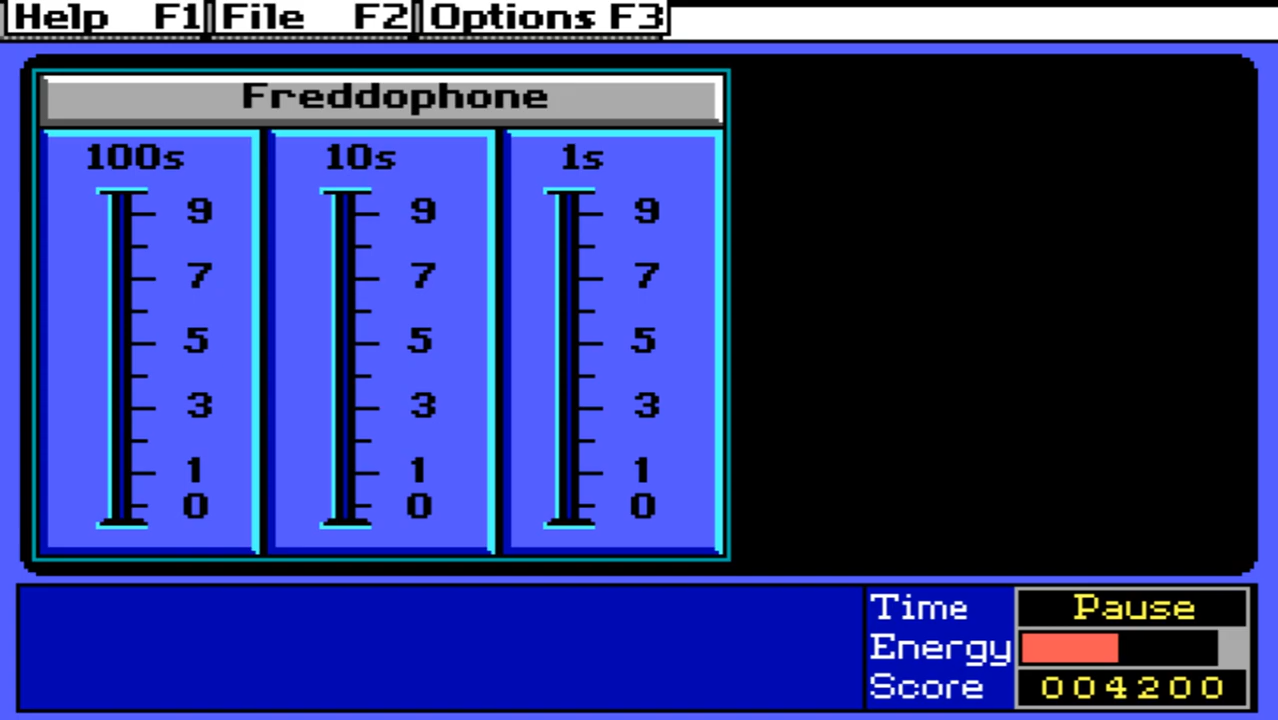 Help F1 File F2 Options F3
Freddophone
100s 10s 1s
9 9 9
7 7 7
5 5 5
3 3 3
1 1 1
0 0 0
Time Pause
Energy
Score 004200